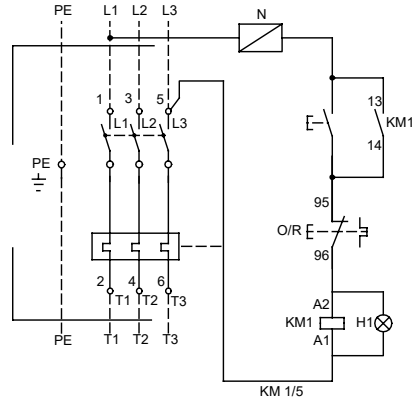 PE L1 L2 L3 N
1 3 5
L1 L2 L3
13
KM1
14
PE
95
O/R
96
2 4 6
T1 T2 T3
A2
KM1 H1
A1
PE T1 T2 T3
KM 1/5